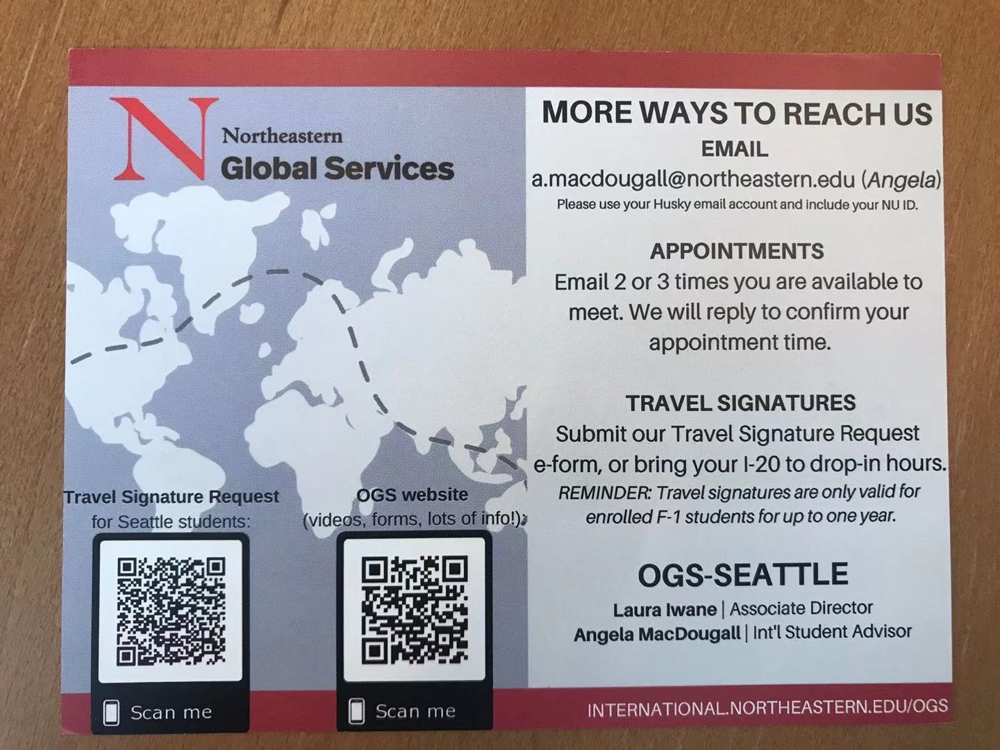 N
Northeastern
Global Services
Travel Signature Request
for Seattle students:
Scan me
OGS website
(videos, forms, lots of info!):
Scan me
MORE WAYS TO REACH US
EMAIL
a.macdougall@northeastern.edu (Angela)
Please use your Husky email account and include your NU ID.
APPOINTMENTS
Email 2 or 3 times you are available to
meet. We will reply to confirm your
appointment time.
TRAVEL SIGNATURES
Submit our Travel Signature Request
e-form, or bring your I-20 to drop-in hours.
REMINDER: Travel signatures are only valid for
enrolled F-1 students for up to one year.
OGS-SEATTLE
Laura Iwane | Associate Director
Angela MacDougall | Int'l Student Advisor
INTERNATIONAL.NORTHEASTERN.EDU/OGS